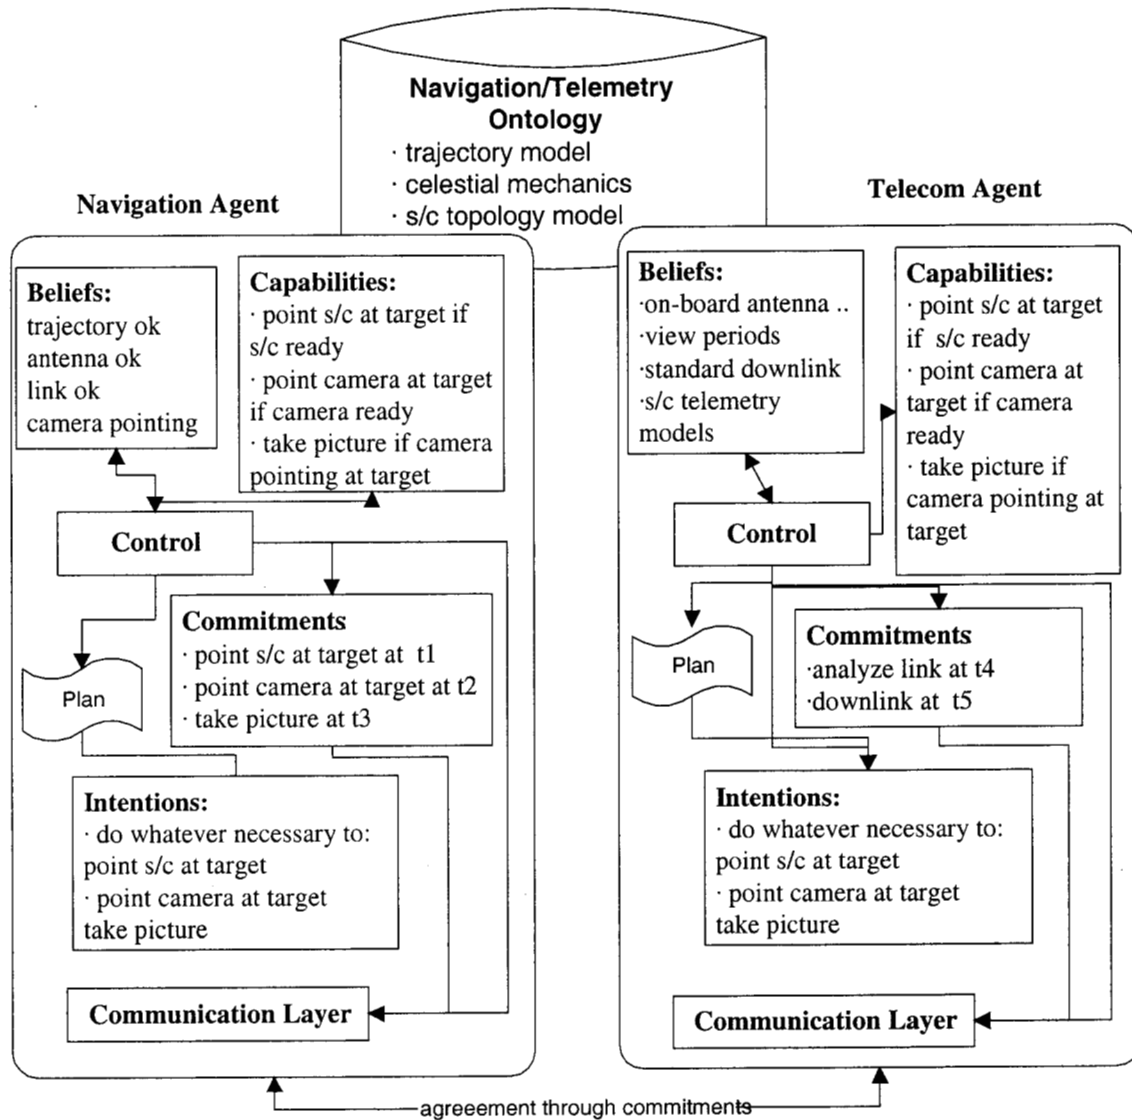 Navigation/Telemetry
Ontology
· trajectory model
· celestial mechanics
· s/c topology model
Navigation Agent
Beliefs:
trajectory ok
antenna ok
link ok
camera pointing
Capabilities:
· point s/c at target if
s/c ready
· point camera at target
if camera ready
· take picture if camera
pointing at target
Control
Commitments
· point s/c at target at t1
· point camera at target at t2
· take picture at t3
Plan
Intentions:
· do whatever necessary to:
point s/c at target
· point camera at target
take picture
Communication Layer
Telecom Agent
Beliefs:
·on-board antenna ..
·view periods
·standard downlink
·s/c telemetry
models
Capabilities:
· point s/c at target
if s/c ready
· point camera at
target if camera
ready
· take picture if
camera pointing at
target
Control
Plan
Commitments
·analyze link at t4
·downlink at t5
Intentions:
· do whatever necessary to:
point s/c at target
· point camera at target
take picture
Communication Layer
agreeement through commitments